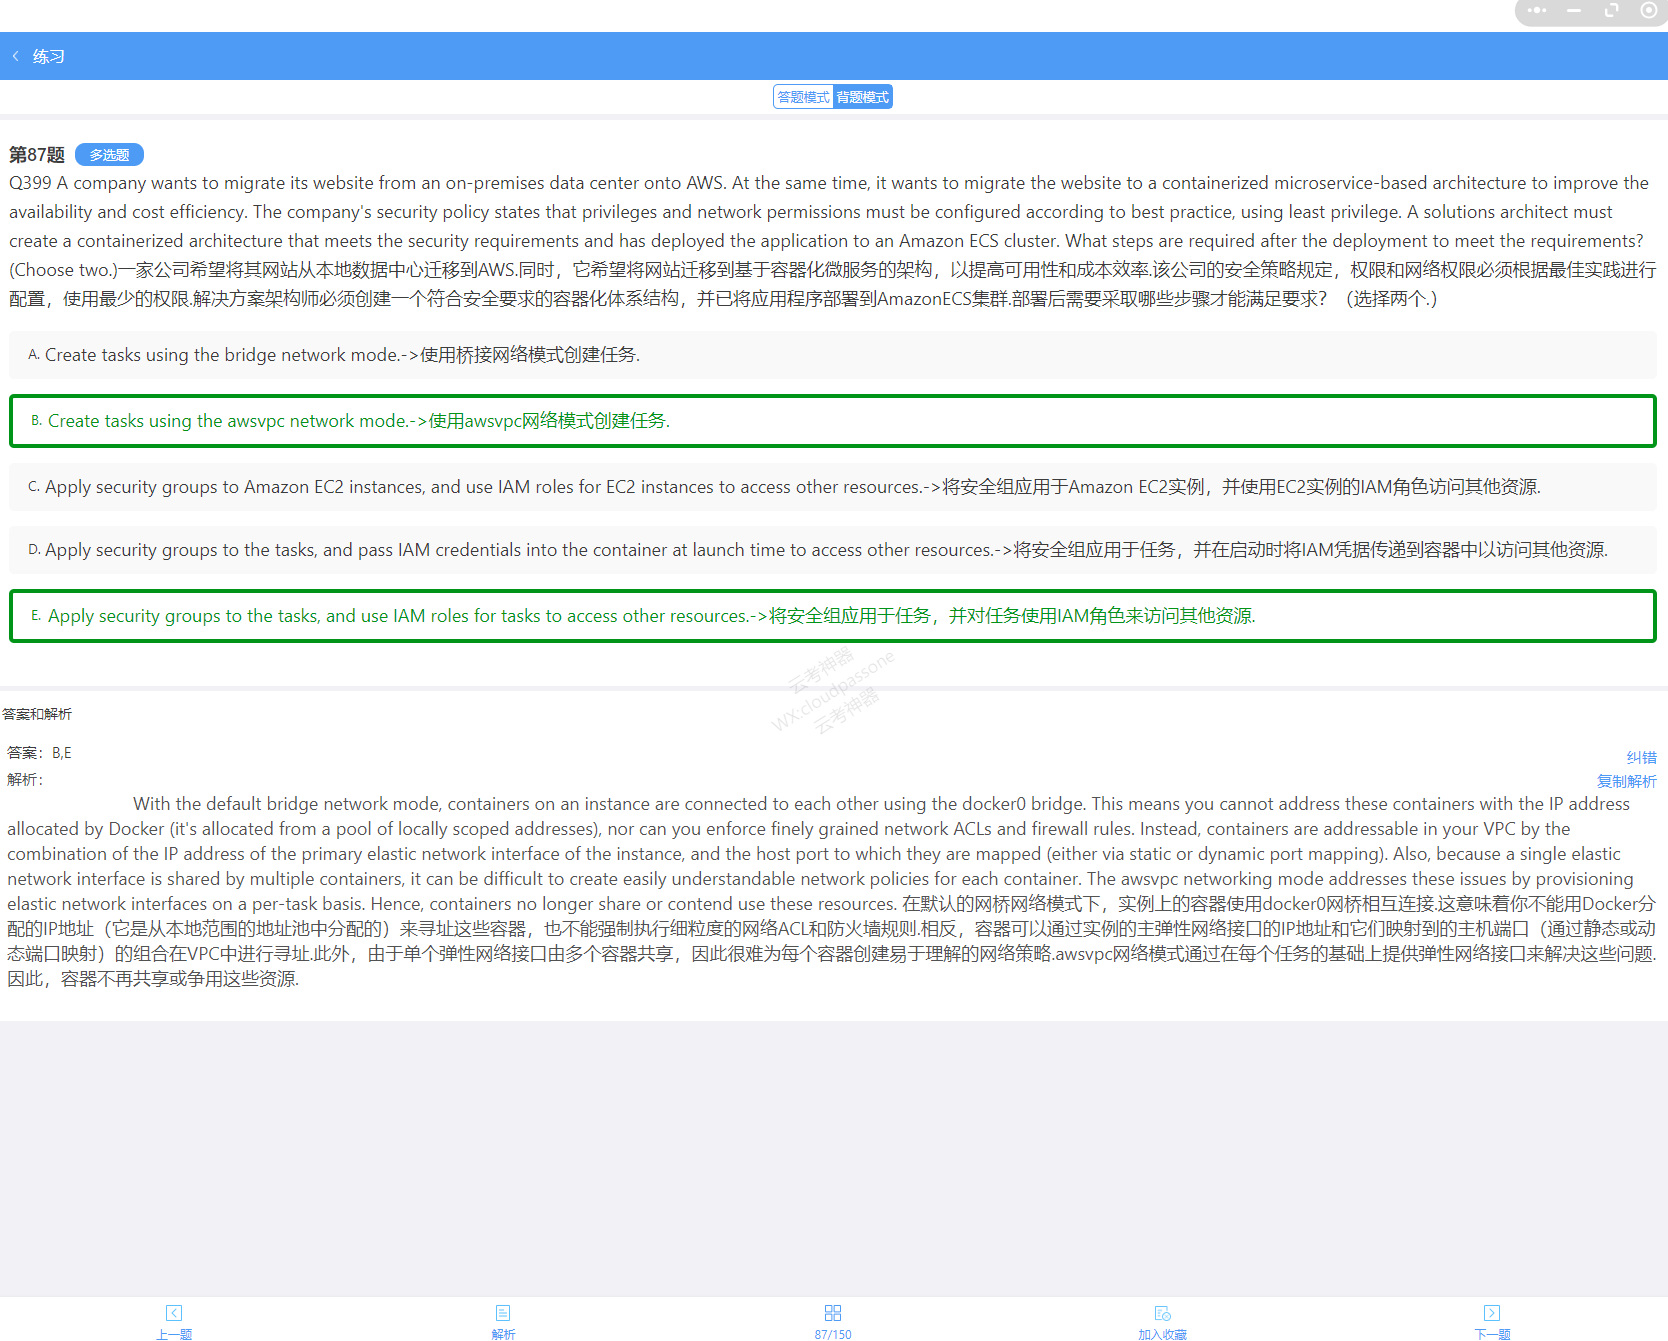 练习
答题模式 背题模式
第87题 多选题
Q399 A company wants to migrate its website from an on-premises data center onto AWS. At the same time, it wants to migrate the website to a containerized microservice-based architecture to improve the
availability and cost efficiency. The company's security policy states that privileges and network permissions must be configured according to best practice, using least privilege. A solutions architect must
create a containerized architecture that meets the security requirements and has deployed the application to an Amazon ECS cluster. What steps are required after the deployment to meet the requirements?
(Choose two.)一家公司希望将其网站从本地数据中心迁移到AWS.同时，它希望将网站迁移到基于容器化微服务的架构，以提高可用性和成本效率.该公司的安全策略规定，权限和网络权限必须根据最佳实践进行
配置，使用最少的权限.解决方案架构师必须创建一个符合安全要求的容器化体系结构，并已将应用程序部署到AmazonECS集群.部署后需要采取哪些步骤才能满足要求？（选择两个.）
A. Create tasks using the bridge network mode.->使用桥接网络模式创建任务.
B. Create tasks using the awsvpc network mode.->使用awsvpc网络模式创建任务.
C. Apply security groups to Amazon EC2 instances, and use IAM roles for EC2 instances to access other resources.->将安全组应用于Amazon EC2实例，并使用EC2实例的IAM角色访问其他资源.
D. Apply security groups to the tasks, and pass IAM credentials into the container at launch time to access other resources.->将安全组应用于任务，并在启动时将IAM凭据传递到容器中以访问其他资源.
E. Apply security groups to the tasks, and use IAM roles for tasks to access other resources.->将安全组应用于任务，并对任务使用IAM角色来访问其他资源.
云考神器
WX:cloudpassone
云考神器
答案和解析
答案：B,E
纠错
解析：
复制解析
With the default bridge network mode, containers on an instance are connected to each other using the docker0 bridge. This means you cannot address these containers with the IP address
allocated by Docker (it's allocated from a pool of locally scoped addresses), nor can you enforce finely grained network ACLs and firewall rules. Instead, containers are addressable in your VPC by the
combination of the IP address of the primary elastic network interface of the instance, and the host port to which they are mapped (either via static or dynamic port mapping). Also, because a single elastic
network interface is shared by multiple containers, it can be difficult to create easily understandable network policies for each container. The awsvpc networking mode addresses these issues by provisioning
elastic network interfaces on a per-task basis. Hence, containers no longer share or contend use these resources. 在默认的网桥网络模式下，实例上的容器使用docker0网桥相互连接.这意味着你不能用Docker分
配的IP地址（它是从本地范围的地址池中分配的）来寻址这些容器，也不能强制执行细粒度的网络ACL和防火墙规则.相反，容器可以通过实例的主弹性网络接口的IP地址和它们映射到的主机端口（通过静态或动
态端口映射）的组合在VPC中进行寻址.此外，由于单个弹性网络接口由多个容器共享，因此很难为每个容器创建易于理解的网络策略.awsvpc网络模式通过在每个任务的基础上提供弹性网络接口来解决这些问题.
因此，容器不再共享或争用这些资源.
上一题 解析 87/150 加入收藏 下一题